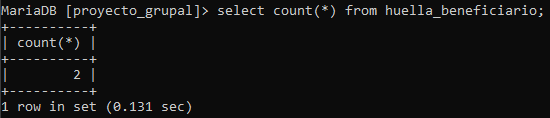 MariaDB [proyecto_grupal]> select count(*) from huella_beneficiario;
+----------+
| count(*) |
+----------+
|        2 |
+----------+
1 row in set (0.131 sec)